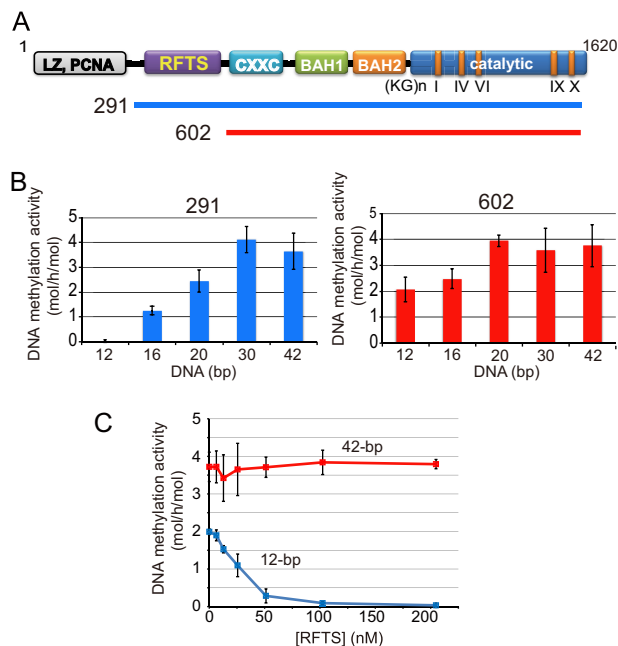 A
1
1620
LZ, PCNA RFTS CXXC BAH1 BAH2 catalytic
(KG)n I IV VI IX X
291
602
B
291
DNA methylation activity
(mol/h/mol)
5
4
3
2
1
0
12 16 20 30 42
DNA (bp)
602
DNA methylation activity
(mol/h/mol)
5
4
3
2
1
0
12 16 20 30 42
DNA (bp)
C
DNA methylation activity
(mol/h/mol)
5
4
3
2
1
0
42-bp
12-bp
0 50 100 150 200
[RFTS] (nM)